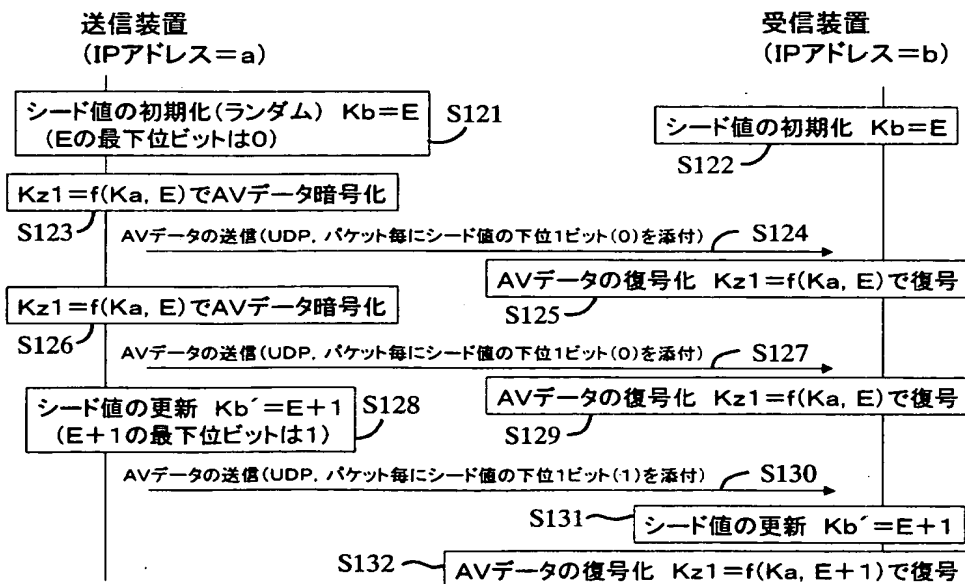 送信装置
(IPアドレス=a)
受信装置
(IPアドレス=b)
シード値の初期化(ランダム) Kb=E
(Eの最下位ビットは0)
S121
シード値の初期化 Kb=E
S122
Kz1=f(Ka, E)でAVデータ暗号化
S123
AVデータの送信(UDP, パケット毎にシード値の下位1ビット(0)を添付)
S124
AVデータの復号化 Kz1=f(Ka, E)で復号
S125
Kz1=f(Ka, E)でAVデータ暗号化
S126
AVデータの送信(UDP, パケット毎にシード値の下位1ビット(0)を添付)
S127
シード値の更新 Kb´=E+1
(E+1の最下位ビットは1)
S128
AVデータの復号化 Kz1=f(Ka, E)で復号
S129
AVデータの送信(UDP, パケット毎にシード値の下位1ビット(1)を添付)
S130
S131
シード値の更新 Kb´=E+1
S132
AVデータの復号化 Kz1=f(Ka, E+1)で復号